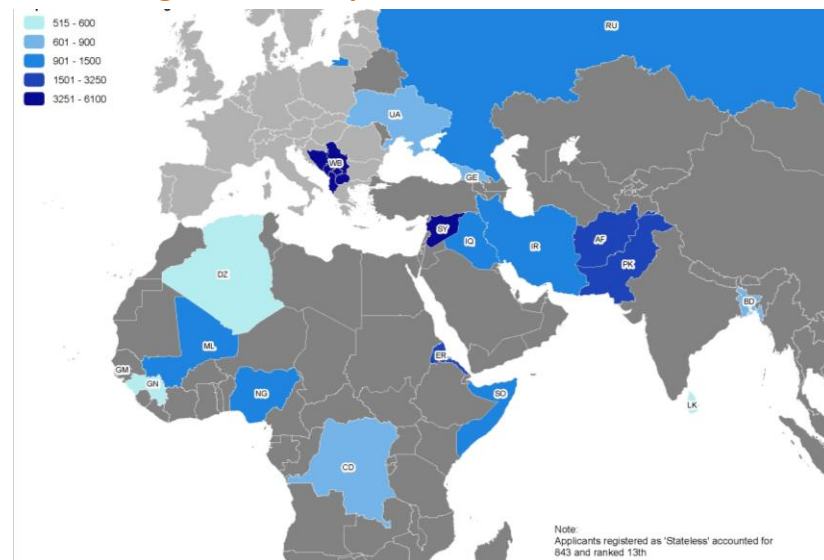 515 - 600
601 - 900
901 - 1500
1501 - 3250
3251 - 6100
RU
UA
WB
GE
SY
IQ
IR
AF
PK
DZ
BD
ML
ER
GM
GN
NG
SO
LK
CD
Note:
Applicants registered as 'Stateless' accounted for
843 and ranked 13th